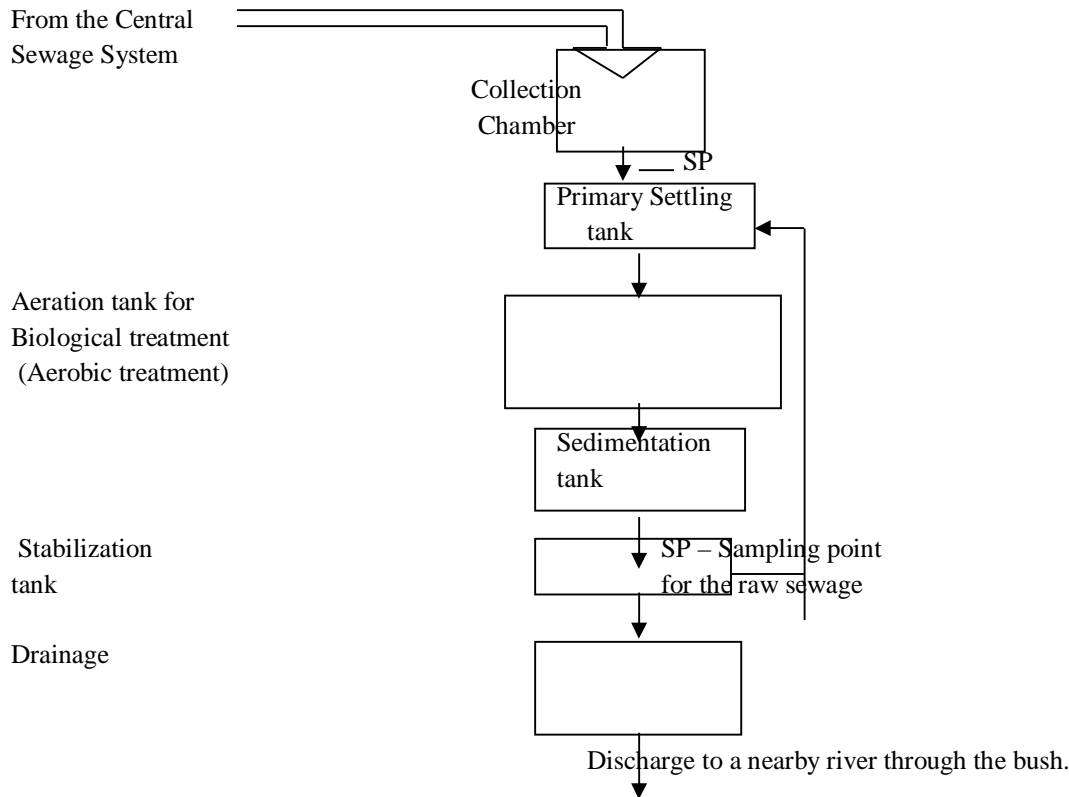 From the Central
Sewage System
Collection
Chamber
SP
Primary Settling
tank
Aeration tank for
Biological treatment
(Aerobic treatment)
Sedimentation
tank
Stabilization
tank
SP – Sampling point
for the raw sewage
Drainage
Discharge to a nearby river through the bush.